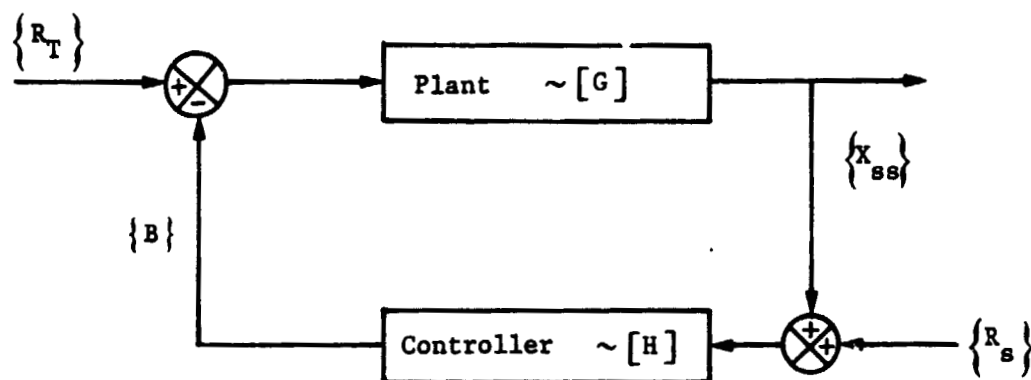 {R_T}
+
-
Plant ~[G]
{X_ss}
{B}
Controller ~[H]
+
+
{R_s}